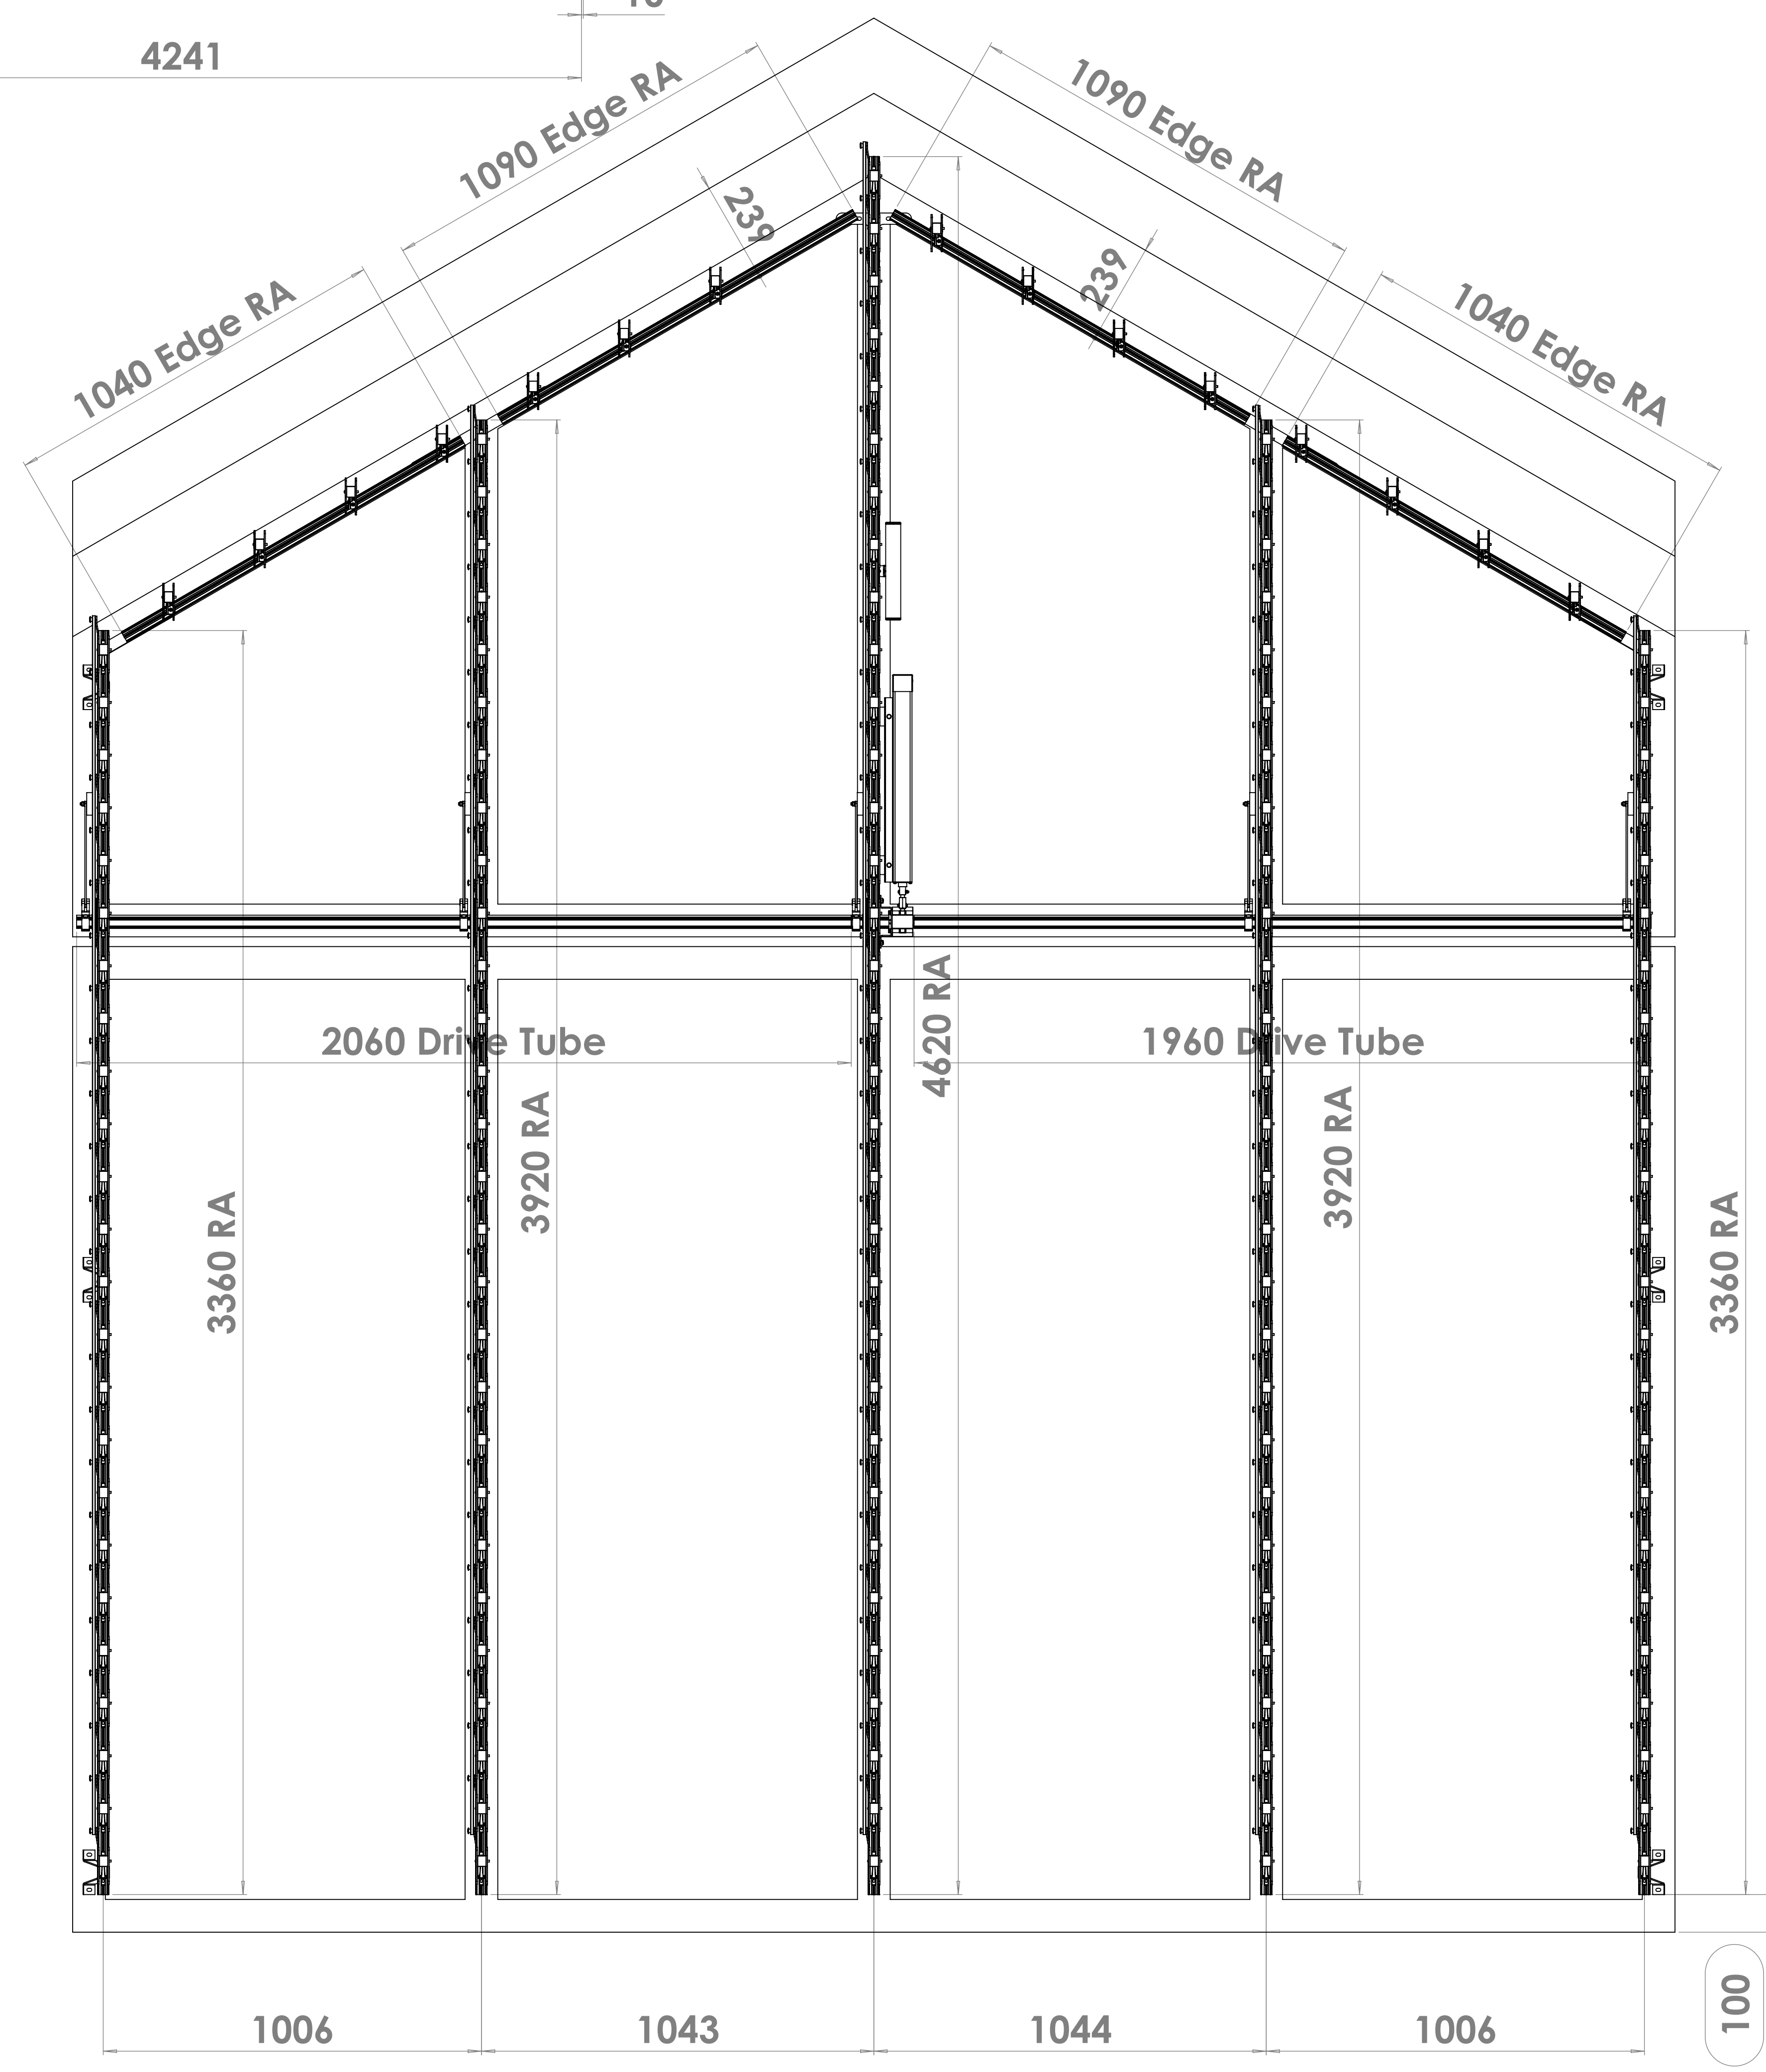 4241
1090 Edge RA
1090 Edge RA
239
239
1040 Edge RA
1040 Edge RA
2060 Drive Tube
1960 Drive Tube
4620 RA
3920 RA
3920 RA
3360 RA
3360 RA
100
1006
1043
1044
1006